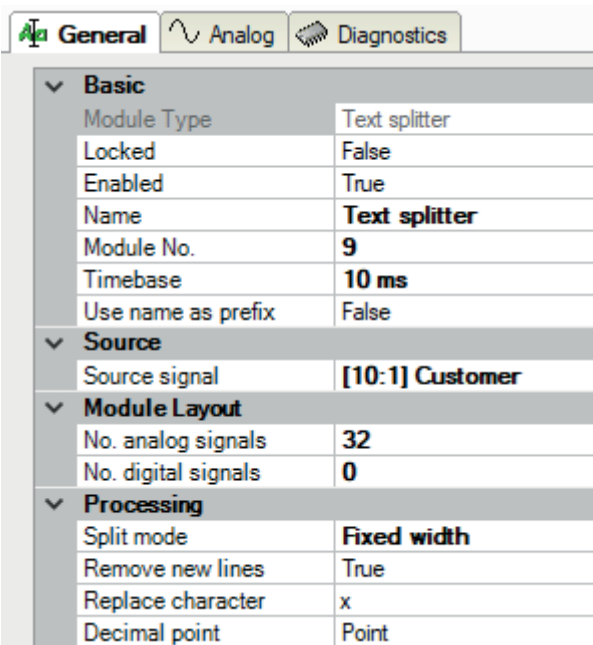 General Analog Diagnostics
Basic
Module Type Text splitter
Locked False
Enabled True
Name Text splitter
Module No. 9
Timebase 10 ms
Use name as prefix False
Source
Source signal [10:1] Customer
Module Layout
No. analog signals 32
No. digital signals 0
Processing
Split mode Fixed width
Remove new lines True
Replace character x
Decimal point Point